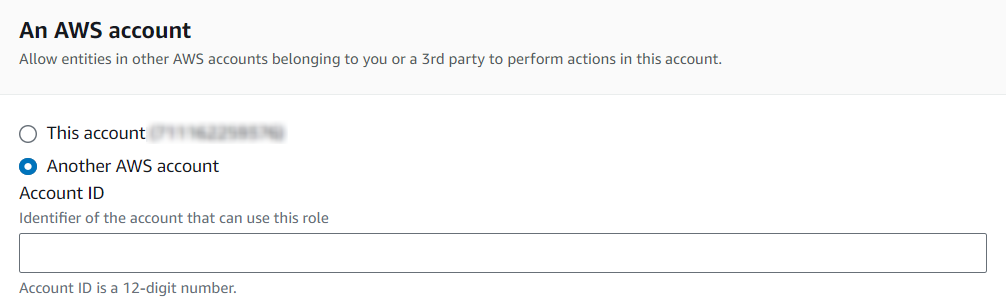 An AWS account
Allow entities in other AWS accounts belonging to you or a 3rd party to perform actions in this account.
This account
Another AWS account
Account ID
Identifier of the account that can use this role
Account ID is a 12-digit number.